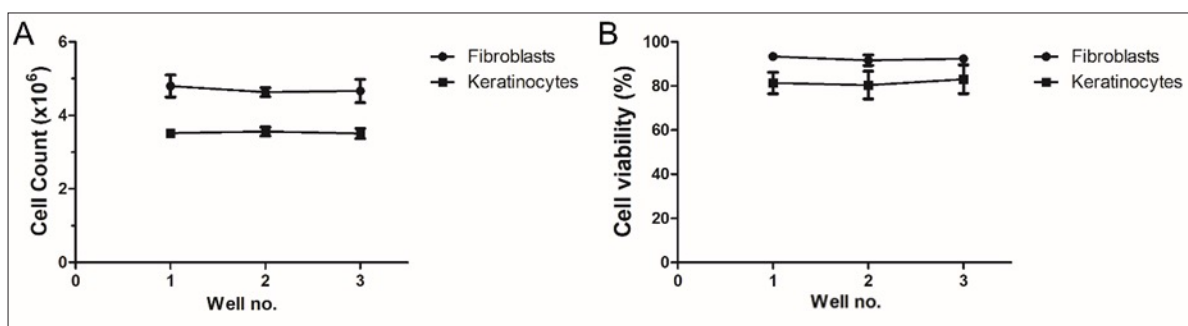 A
6
4
2
0
Cell Count (x10⁶)
0 1 2 3
Well no.
Fibroblasts
Keratinocytes
B
100
80
60
40
20
0
Cell viability (%)
0 1 2 3
Well no.
Fibroblasts
Keratinocytes